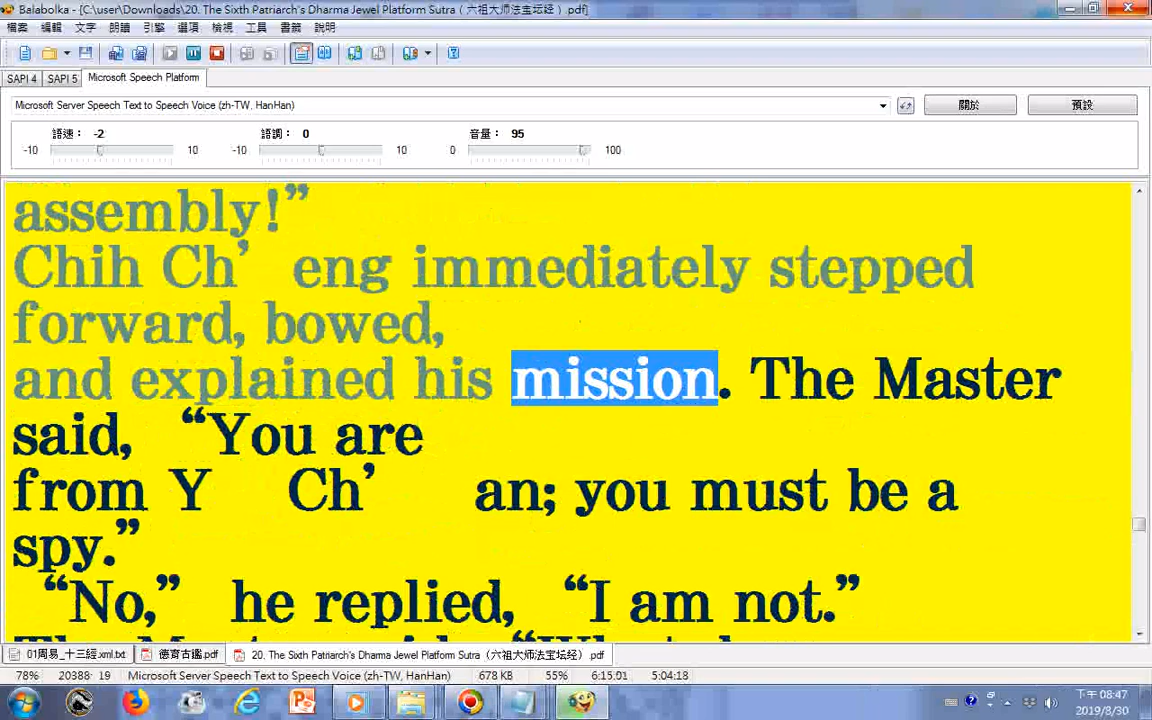 Balabolka - [C:\user\Downloads\20. The Sixth Patriarch's Dharma Jewel Platform Sutra（六祖大师法宝坛经）pdf]
檔案 編輯 文字 朗讀 引擎 選項 檢視 工具 書籤 說明
SAPI 4 SAPI 5 Microsoft Speech Platform
Microsoft Server Speech Text to Speech Voice (zh-TW, HanHan) 關於 預設
語速： -2 語調： 0 音量： 95
-10 10 -10 10 0 100
assembly!”
Chih Ch’ eng immediately stepped
forward, bowed,
and explained his mission. The Master
said, “You are
from Y Ch’ an; you must be a
spy.”
“No,” he replied, “I am not.”
01周易_十三經.xml.txt 德育古鑑.pdf 20. The Sixth Patriarch's Dharma Jewel Platform Sutra（六祖大师法宝坛经）.pdf
78% 20388: 19 Microsoft Server Speech Text to Speech Voice (zh-TW, HanHan) 678 KB 55% 6:15:01 5:04:18
下午 08:47
2019/8/30